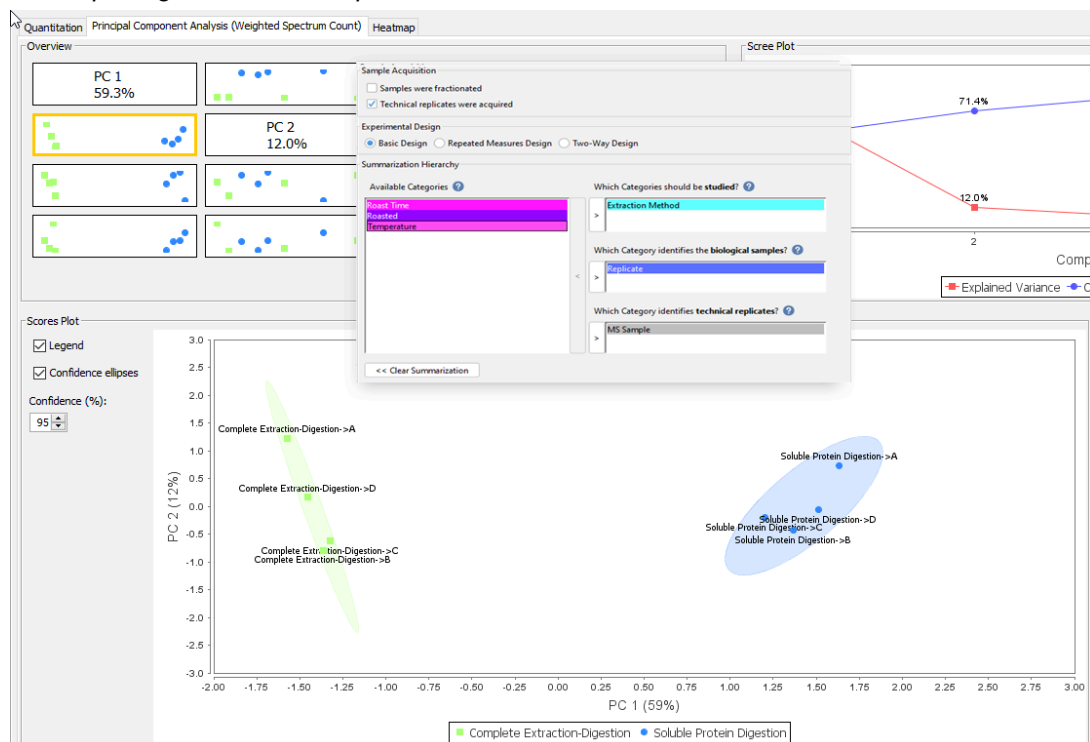 Quantitation Principal Component Analysis (Weighted Spectrum Count) Heatmap
Overview
PC 1
59.3%
PC 2
12.0%
Sample Acquisition
Samples were fractionated
Technical replicates were acquired
Experimental Design
Basic Design Repeated Measures Design Two-Way Design
Summarization Hierarchy
Available Categories ?
Roast Time
Roasted
Temperature
<
Which Categories should be studied? ?
>
Extraction Method
Which Category identifies the biological samples? ?
>
Replicate
Which Category identifies technical replicates? ?
>
MS Sample
<< Clear Summarization
Scree Plot
71.4%
12.0%
2
Comp
Explained Variance
Scores Plot
Legend
Confidence ellipses
Confidence (%):
95
3.0
2.5
2.0
1.5
1.0
0.5
0.0
-0.5
-1.0
-1.5
-2.0
-2.5
-3.0
PC 2 (12%)
Complete Extraction-Digestion->A
Complete Extraction-Digestion->D
Complete Extraction-Digestion->C
Complete Extraction-Digestion->B
Soluble Protein Digestion->A
Soluble Protein Digestion->D
Soluble Protein Digestion->C
Soluble Protein Digestion->B
-2.00 -1.75 -1.50 -1.25 -1.00 -0.75 -0.50 -0.25 0.00 0.25 0.50 0.75 1.00 1.25 1.50 1.75 2.00 2.25 2.50 2.75 3.00
PC 1 (59%)
Complete Extraction-Digestion Soluble Protein Digestion